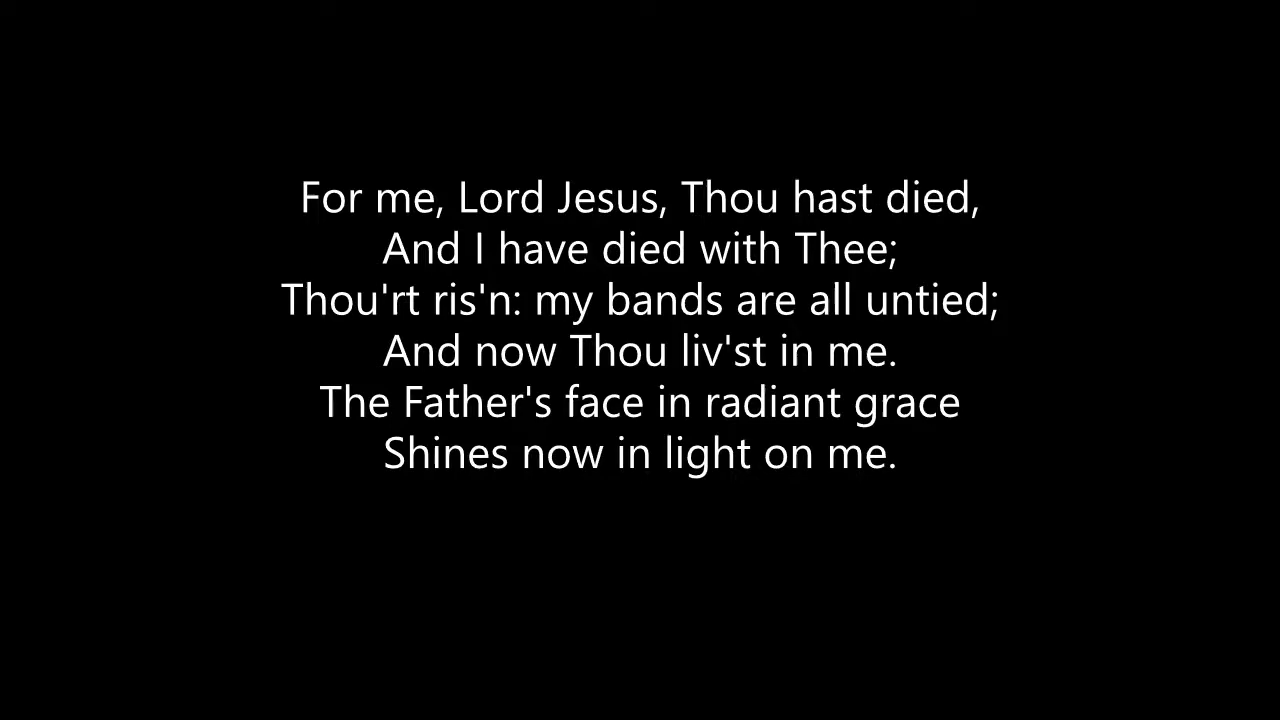 For me, Lord Jesus, Thou hast died,
And I have died with Thee;
Thou'rt ris'n: my bands are all untied;
And now Thou liv'st in me.
The Father's face in radiant grace
Shines now in light on me.